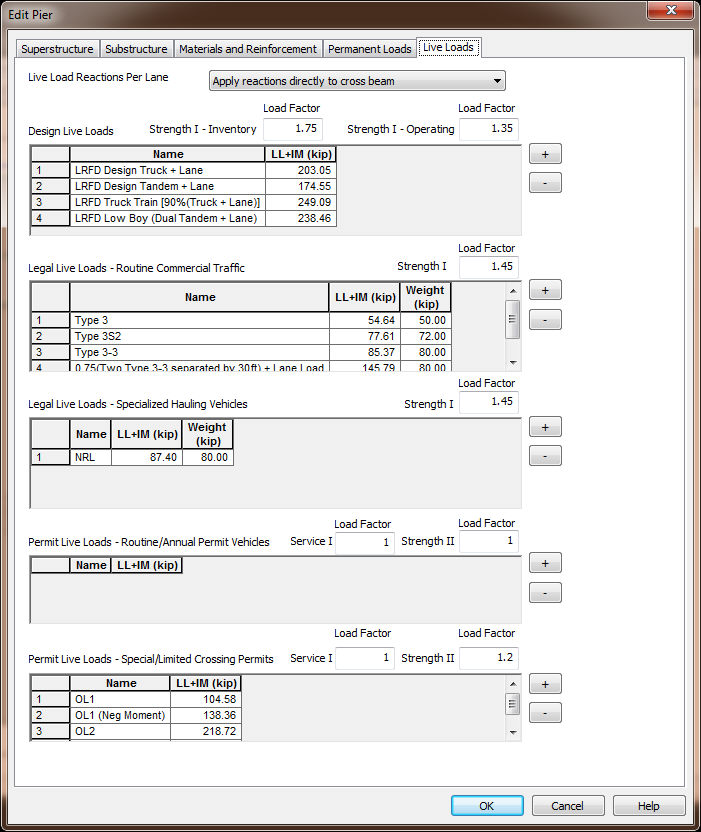 Edit Pier
Superstructure Substructure Materials and Reinforcement Permanent Loads Live Loads
Live Load Reactions Per Lane Apply reactions directly to cross beam
Load Factor Load Factor
Design Live Loads Strength I - Inventory 1.75 Strength I - Operating 1.35
Name LL+IM (kip)
1 LRFD Design Truck + Lane 203.05
2 LRFD Design Tandem + Lane 174.55
3 LRFD Truck Train [90%(Truck + Lane)] 249.09
4 LRFD Low Boy (Dual Tandem + Lane) 238.46
+
-
Load Factor
Legal Live Loads - Routine Commercial Traffic Strength I 1.45
Name LL+IM (kip) Weight (kip)
1 Type 3 54.64 50.00
2 Type 3S2 77.61 72.00
3 Type 3-3 85.37 80.00
4 0.75(Two Type 3-3 separated by 30ft) + Lane Load 145.79 80.00
+
-
Load Factor
Legal Live Loads - Specialized Hauling Vehicles Strength I 1.45
Name LL+IM (kip) Weight (kip)
1 NRL 87.40 80.00
+
-
Load Factor Load Factor
Permit Live Loads - Routine/Annual Permit Vehicles Service I 1 Strength II 1
Name LL+IM (kip)
+
-
Load Factor Load Factor
Permit Live Loads - Special/Limited Crossing Permits Service I 1 Strength II 1.2
Name LL+IM (kip)
1 OL1 104.58
2 OL1 (Neg Moment) 138.36
3 OL2 218.72
+
-
OK Cancel Help